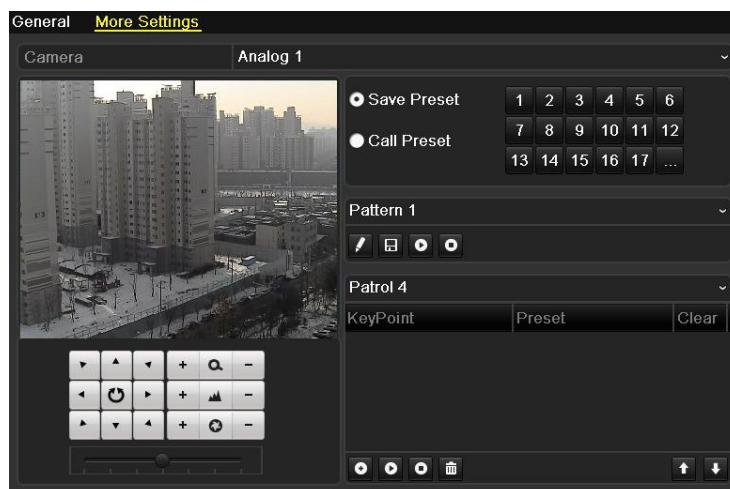 General More Settings
Camera Analog 1
Save Preset 1 2 3 4 5 6
Call Preset 7 8 9 10 11 12
13 14 15 16 17 ...
Pattern 1
Patrol 4
KeyPoint Preset Clear